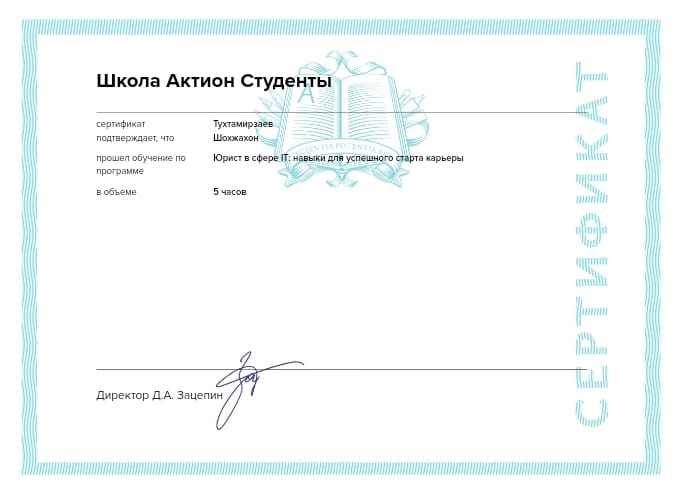 Школа Актион Студенты
сертификат
подтверждает, что
Тухтамирзаев
Шохжахон
прошел обучение по
программе
Юрист в сфере IT: навыки для успешного старта карьеры
в объеме
5 часов
Директор Д.А. Зацепин
СЕРТИФИКАТ
A
SCIENTIA POTENTIA